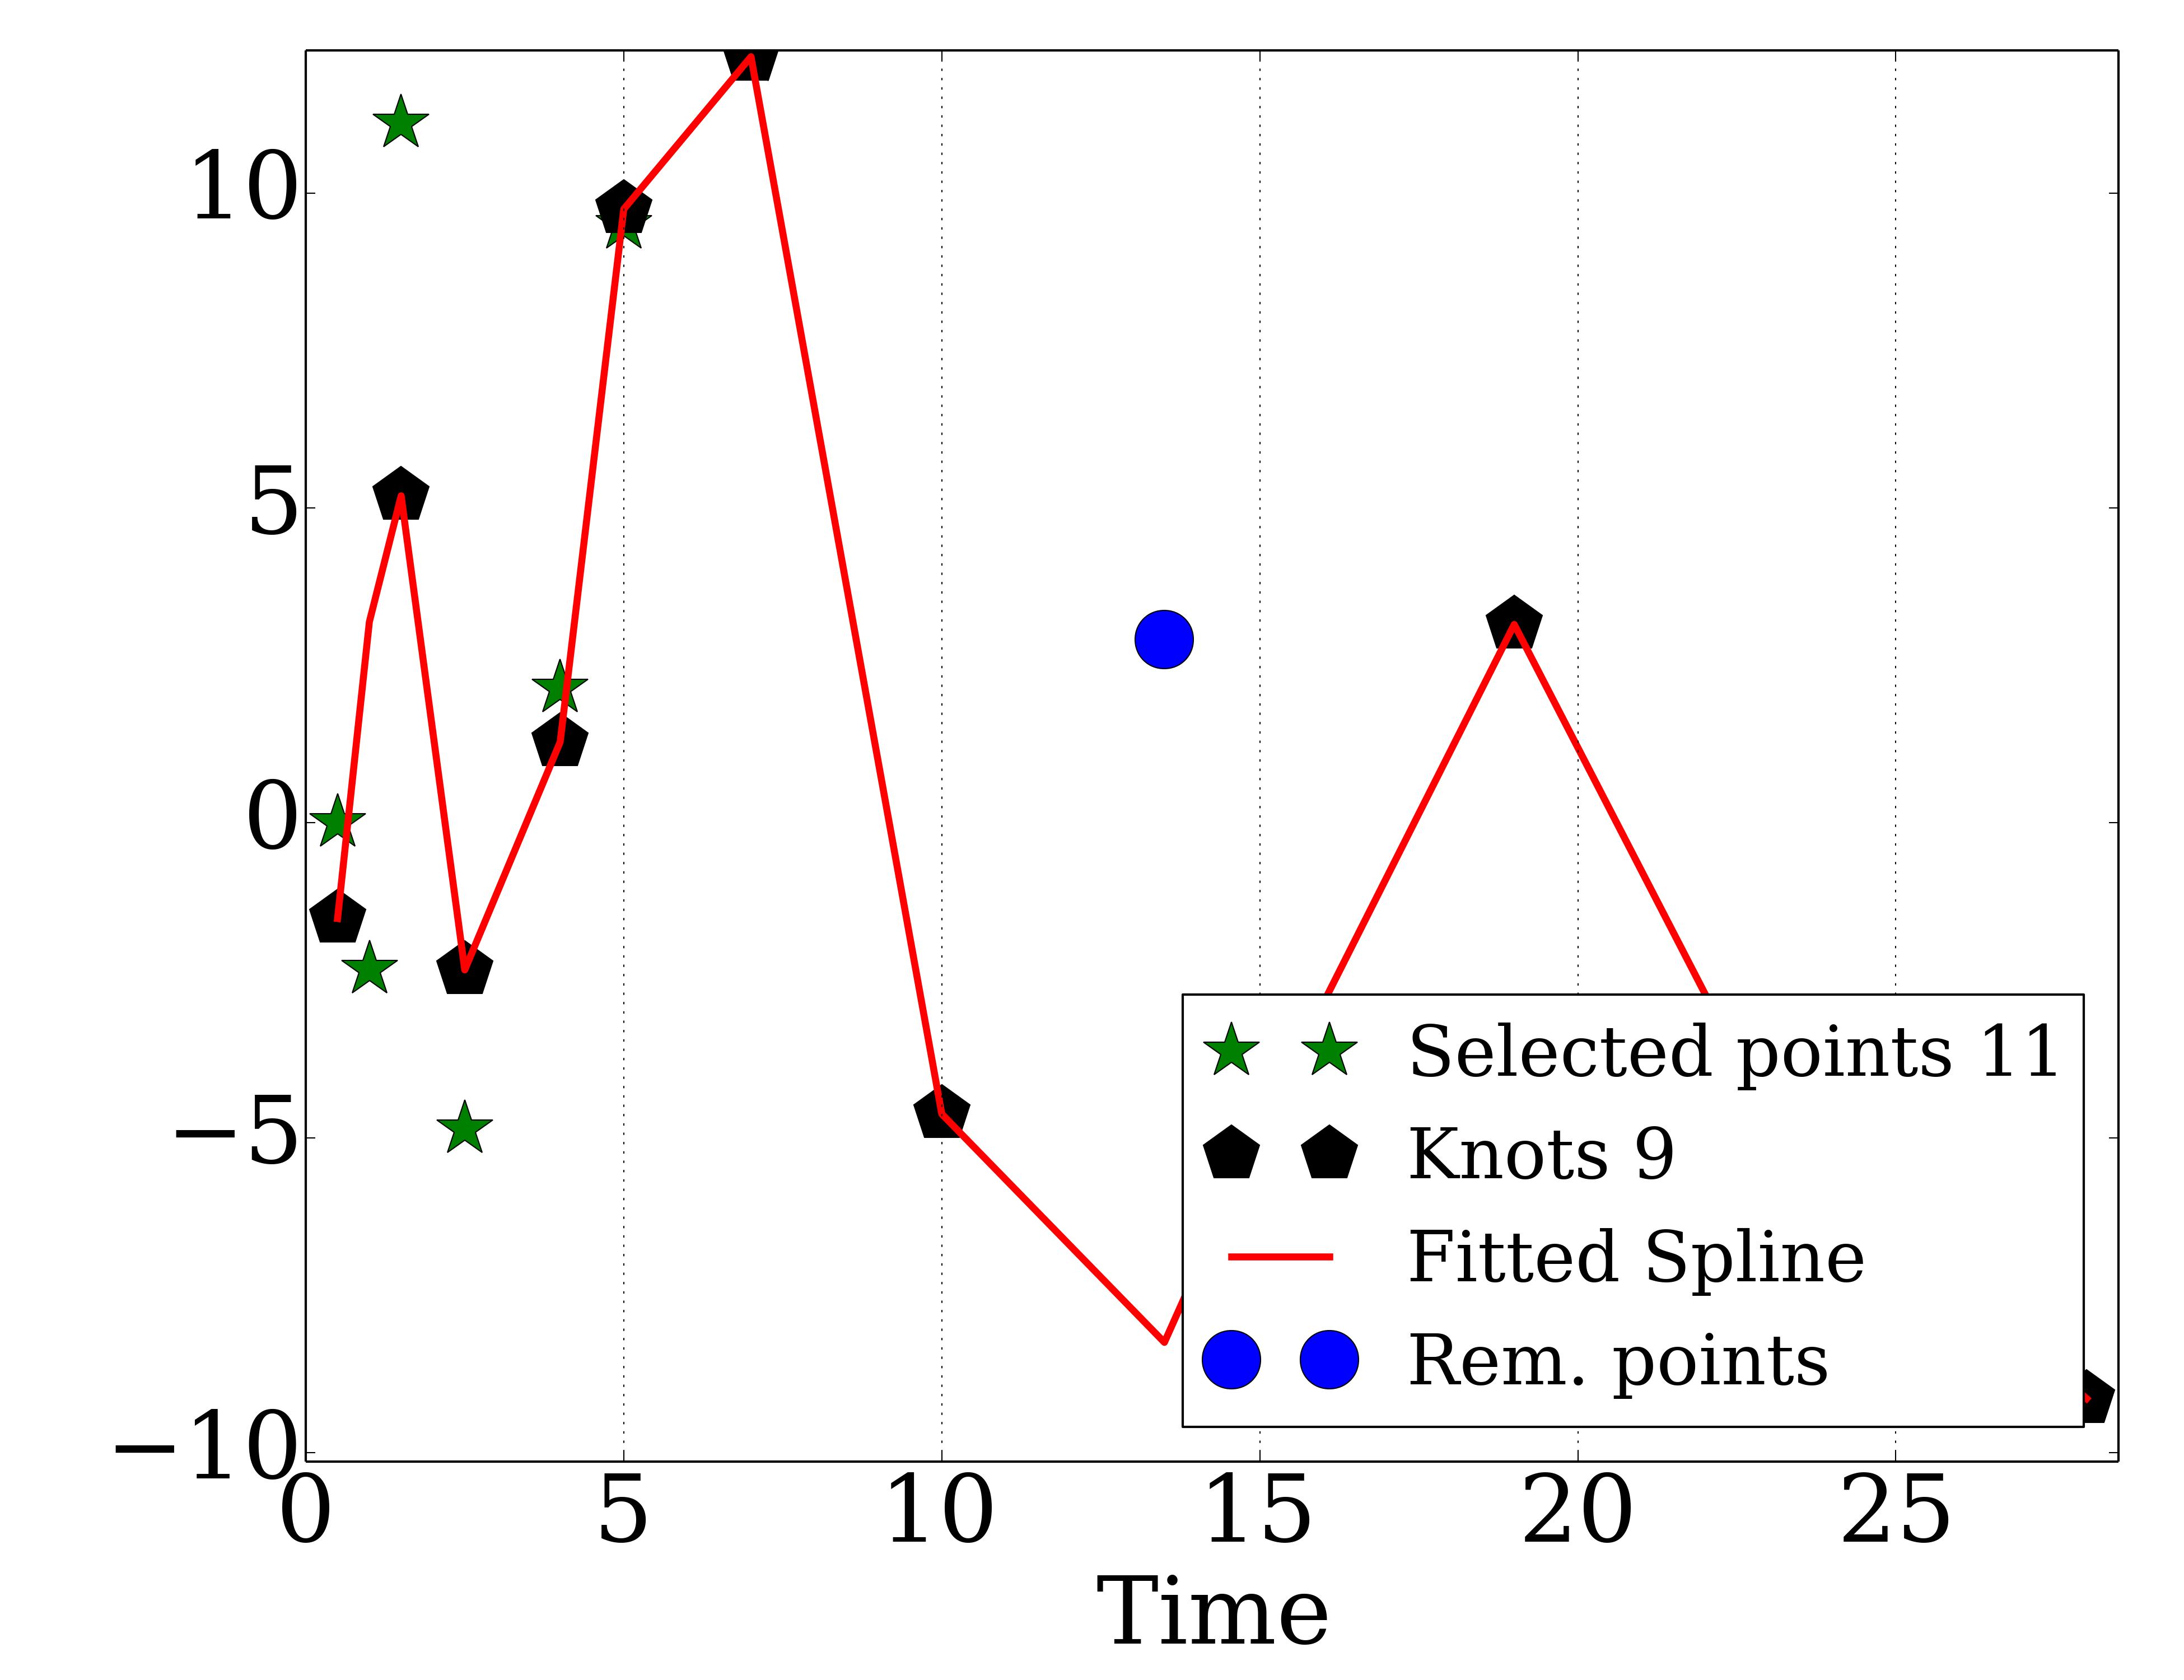 10
5
0
−5
−10
0 5 10 15 20 25
Time
Selected points 11
Knots 9
Fitted Spline
Rem. points